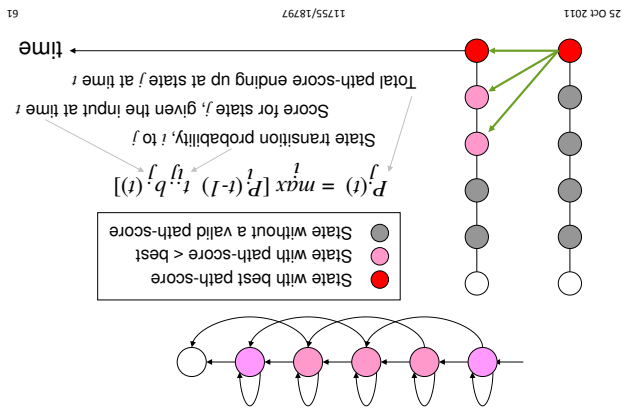 State with best path-score
State with path-score < best
State without a valid path-score
P_j(t) = max_i [P_i(t-1) t_ij b_j(t)]
State transition probability, i to j
Score for state j, given the input at time t
Total path-score ending up at state j at time t
time
25 Oct 2011
11755/18797
61